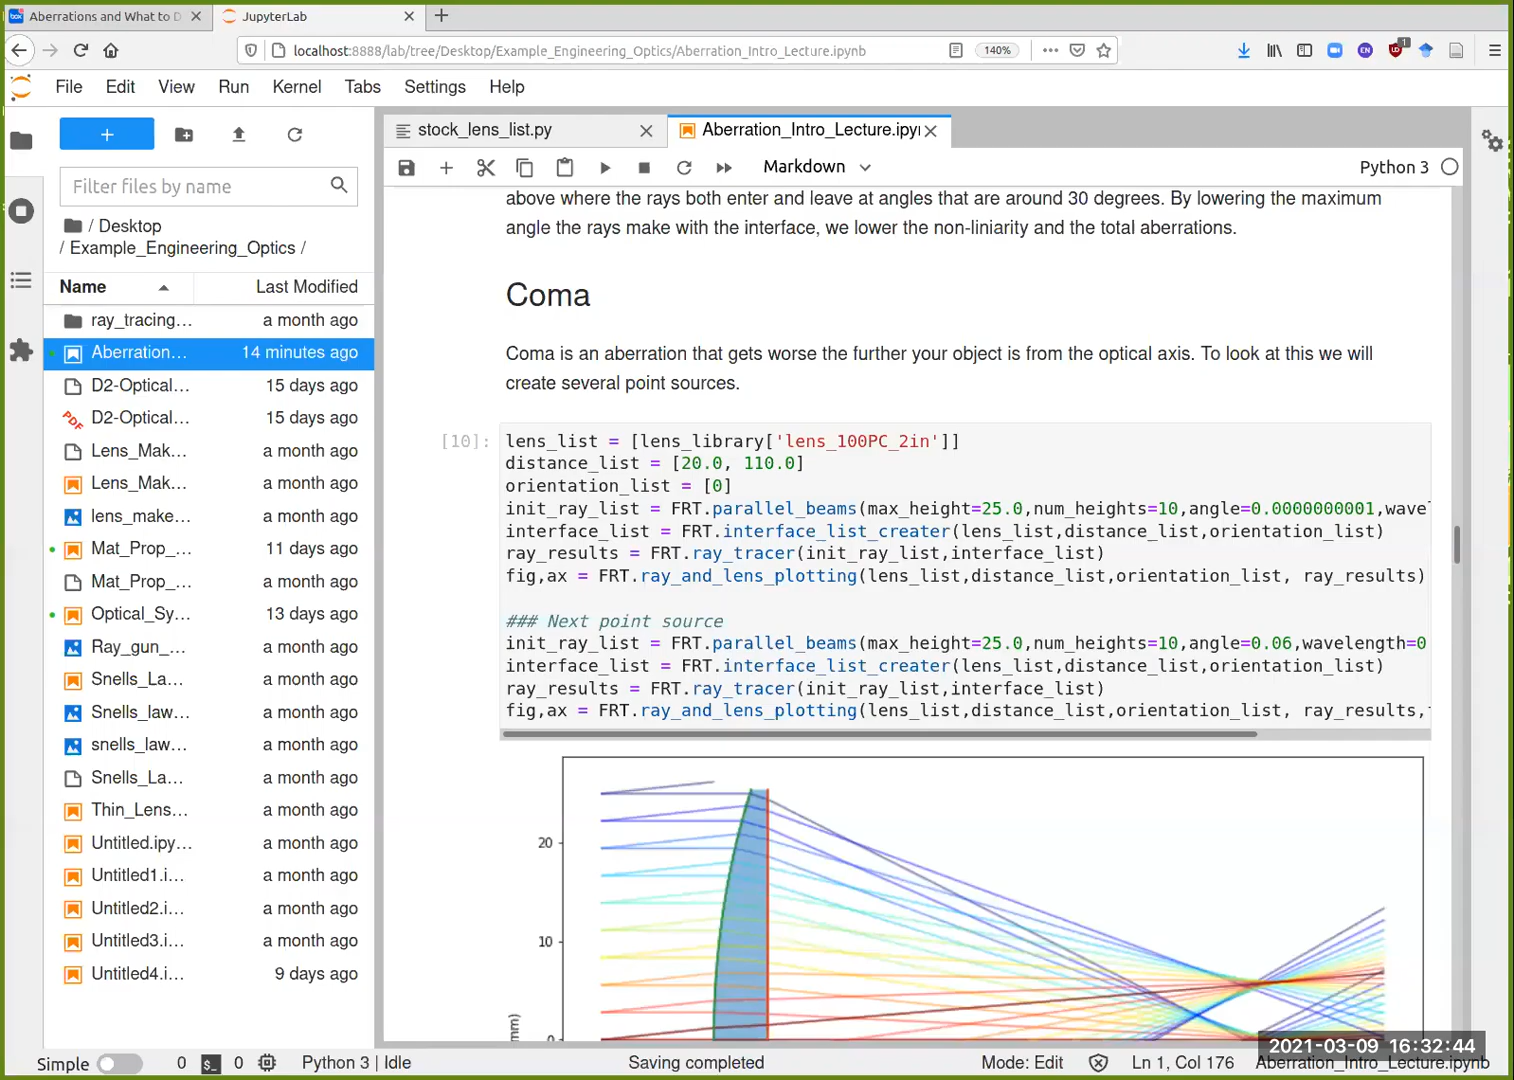 Aberrations and What to D
JupyterLab
localhost:8888/lab/tree/Desktop/Example_Engineering_Optics/Aberration_Intro_Lecture.ipynb
140%
EN
1
File Edit View Run Kernel Tabs Settings Help
stock_lens_list.py
Aberration_Intro_Lecture.ipyn
Markdown
Python 3
Filter files by name
/ Desktop
/ Example_Engineering_Optics /
Name Last Modified
ray_tracing… a month ago
Aberration… 14 minutes ago
D2-Optical… 15 days ago
D2-Optical… 15 days ago
Lens_Mak… a month ago
Lens_Mak… a month ago
lens_make… a month ago
Mat_Prop_… 11 days ago
Mat_Prop_… a month ago
Optical_Sy… 13 days ago
Ray_gun_… a month ago
Snells_La… a month ago
Snells_law… a month ago
snells_law… a month ago
Snells_La… a month ago
Thin_Lens… a month ago
Untitled.ipy… a month ago
Untitled1.i… a month ago
Untitled2.i… a month ago
Untitled3.i… a month ago
Untitled4.i… 9 days ago
above where the rays both enter and leave at angles that are around 30 degrees. By lowering the maximum
angle the rays make with the interface, we lower the non-liniarity and the total aberrations.
Coma
Coma is an aberration that gets worse the further your object is from the optical axis. To look at this we will
create several point sources.
[10]:
lens_list = [lens_library['lens_100PC_2in']]
distance_list = [20.0, 110.0]
orientation_list = [0]
init_ray_list = FRT.parallel_beams(max_height=25.0,num_heights=10,angle=0.0000000001,wavel
interface_list = FRT.interface_list_creater(lens_list,distance_list,orientation_list)
ray_results = FRT.ray_tracer(init_ray_list,interface_list)
fig,ax = FRT.ray_and_lens_plotting(lens_list,distance_list,orientation_list, ray_results)
### Next point source
init_ray_list = FRT.parallel_beams(max_height=25.0,num_heights=10,angle=0.06,wavelength=0
interface_list = FRT.interface_list_creater(lens_list,distance_list,orientation_list)
ray_results = FRT.ray_tracer(init_ray_list,interface_list)
fig,ax = FRT.ray_and_lens_plotting(lens_list,distance_list,orientation_list, ray_results,
20
10
0
mm)
2021-03-09 16:32:44
Simple 0 $_ 0 Python 3 | Idle Saving completed Mode: Edit Ln 1, Col 176 Aberration_Intro_Lecture.ipynb